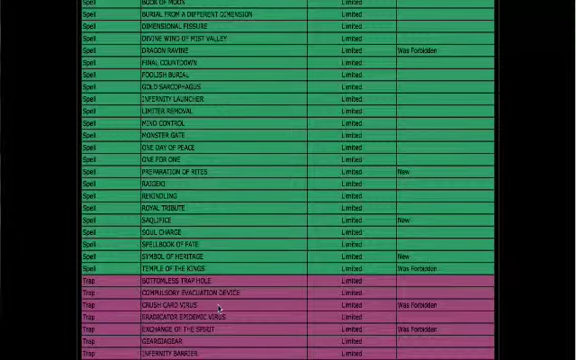 Spell BOOK OF MOON Limited
Spell BURIAL FROM A DIFFERENT DIMENSION Limited
Spell DIMENSIONAL FISSURE Limited
Spell DIVINE WIND OF MIST VALLEY Limited
Spell DRAGON RAVINE Limited Was Forbidden
Spell FINAL COUNTDOWN Limited
Spell FOOLISH BURIAL Limited
Spell GOLD SARCOPHAGUS Limited
Spell INFERNITY LAUNCHER Limited
Spell LIMITER REMOVAL Limited
Spell MIND CONTROL Limited
Spell MONSTER GATE Limited
Spell ONE DAY OF PEACE Limited
Spell ONE FOR ONE Limited
Spell PREPARATION OF RITES Limited New
Spell RAIGEKI Limited
Spell REKINDLING Limited
Spell ROYAL TRIBUTE Limited
Spell SAQLIFICE Limited New
Spell SOUL CHARGE Limited
Spell SPELLBOOK OF FATE Limited
Spell SYMBOL OF HERITAGE Limited New
Spell TEMPLE OF THE KINGS Limited Was Forbidden
Trap BOTTOMLESS TRAP HOLE Limited
Trap COMPULSORY EVACUATION DEVICE Limited
Trap CRUSH CARD VIRUS Limited Was Forbidden
Trap ERADICATOR EPIDEMIC VIRUS Limited
Trap EXCHANGE OF THE SPIRIT Limited Was Forbidden
Trap GEARGIAGEAR Limited
Trap INFERNITY BARRIER Limited